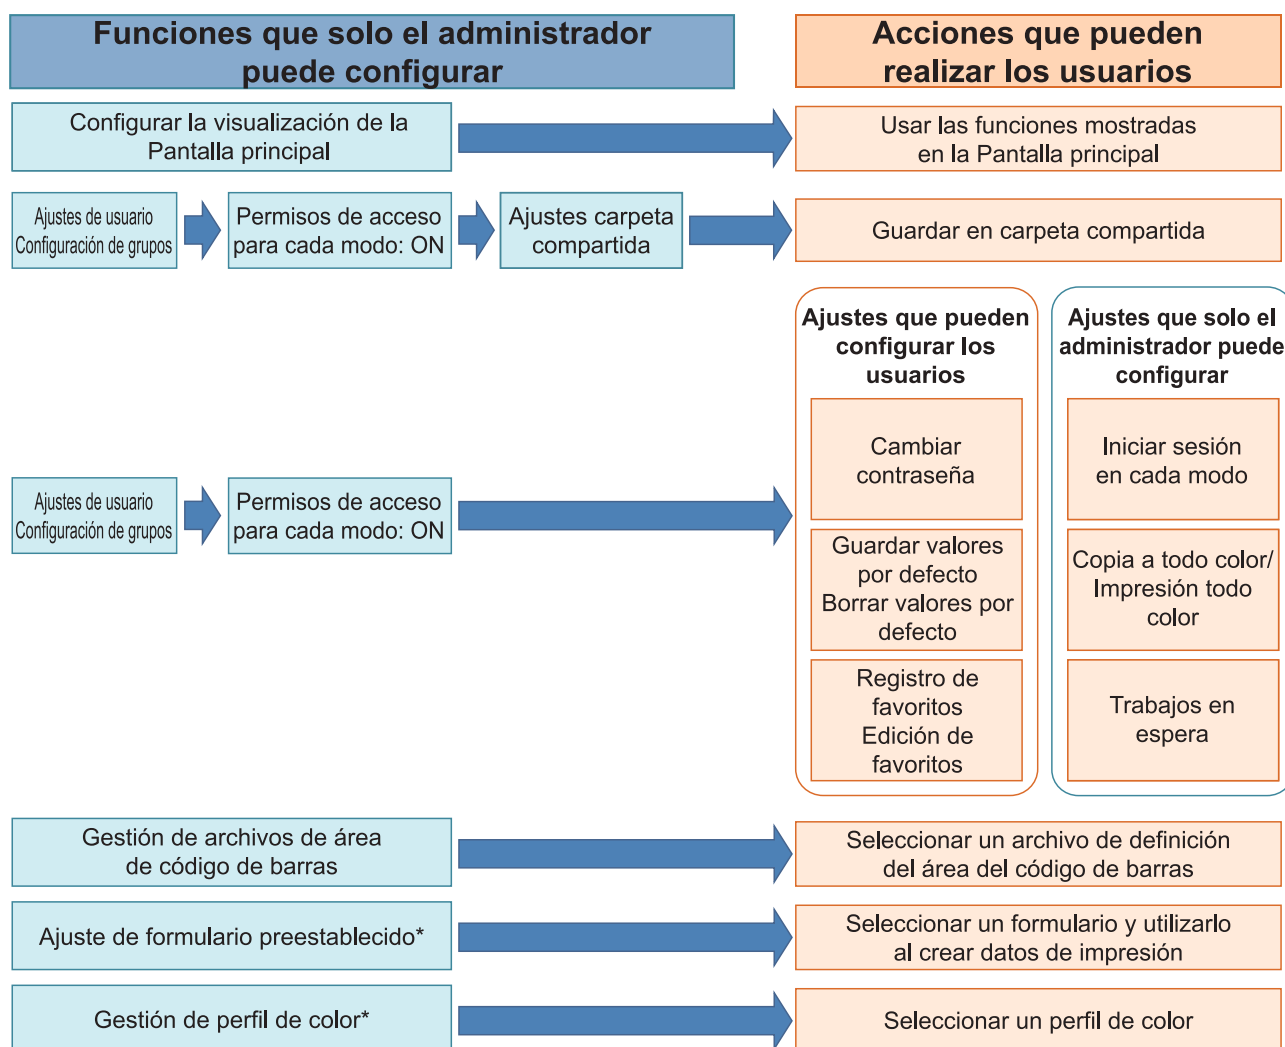 Funciones que solo el administrador
puede configurar
Acciones que pueden
realizar los usuarios
Configurar la visualización de la
Pantalla principal
Usar las funciones mostradas
en la Pantalla principal
Ajustes de usuario
Configuración de grupos
Permisos de acceso
para cada modo: ON
Ajustes carpeta
compartida
Guardar en carpeta compartida
Ajustes que pueden
configurar los
usuarios
Ajustes que solo el
administrador puede
configurar
Ajustes de usuario
Configuración de grupos
Permisos de acceso
para cada modo: ON
Cambiar
contraseña
Iniciar sesión
en cada modo
Guardar valores
por defecto
Borrar valores por
defecto
Copia a todo color/
Impresión todo
color
Registro de
favoritos
Edición de
favoritos
Trabajos en
espera
Gestión de archivos de área
de código de barras
Seleccionar un archivo de definición
del área del código de barras
Ajuste de formulario preestablecido*
Seleccionar un formulario y utilizarlo
al crear datos de impresión
Gestión de perfil de color*
Seleccionar un perfil de color